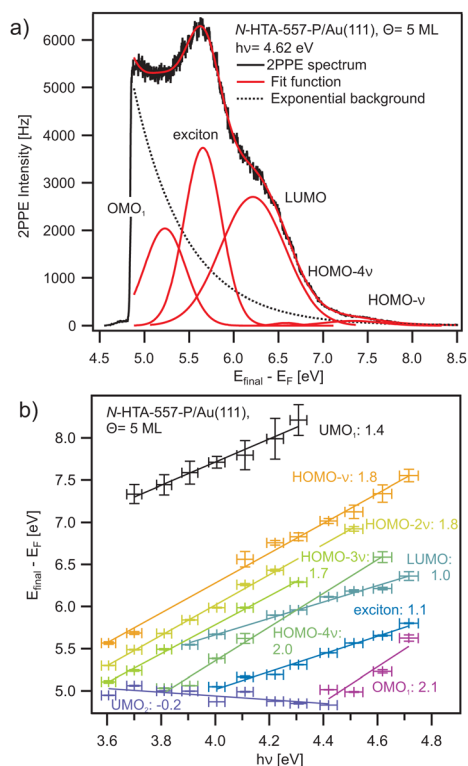 a)
N-HTA-557-P/Au(111), Θ= 5 ML
hν= 4.62 eV
2PPE spectrum
Fit function
Exponential background
exciton
OMO₁
LUMO
HOMO-4ν
HOMO-ν
6000
5000
4000
3000
2000
1000
0
2PPE Intensity [Hz]
4.5 5.0 5.5 6.0 6.5 7.0 7.5 8.0 8.5
E_final - E_F [eV]
b)
N-HTA-557-P/Au(111),
Θ= 5 ML
UMO₁: 1.4
HOMO-ν: 1.8
HOMO-2ν: 1.8
HOMO-3ν:
1.7
LUMO:
1.0
HOMO-4ν:
2.0
exciton: 1.1
OMO₁: 2.1
UMO₂: -0.2
8.0
7.5
7.0
6.5
6.0
5.5
5.0
E_final - E_F [eV]
3.6 3.8 4.0 4.2 4.4 4.6 4.8
hν [eV]